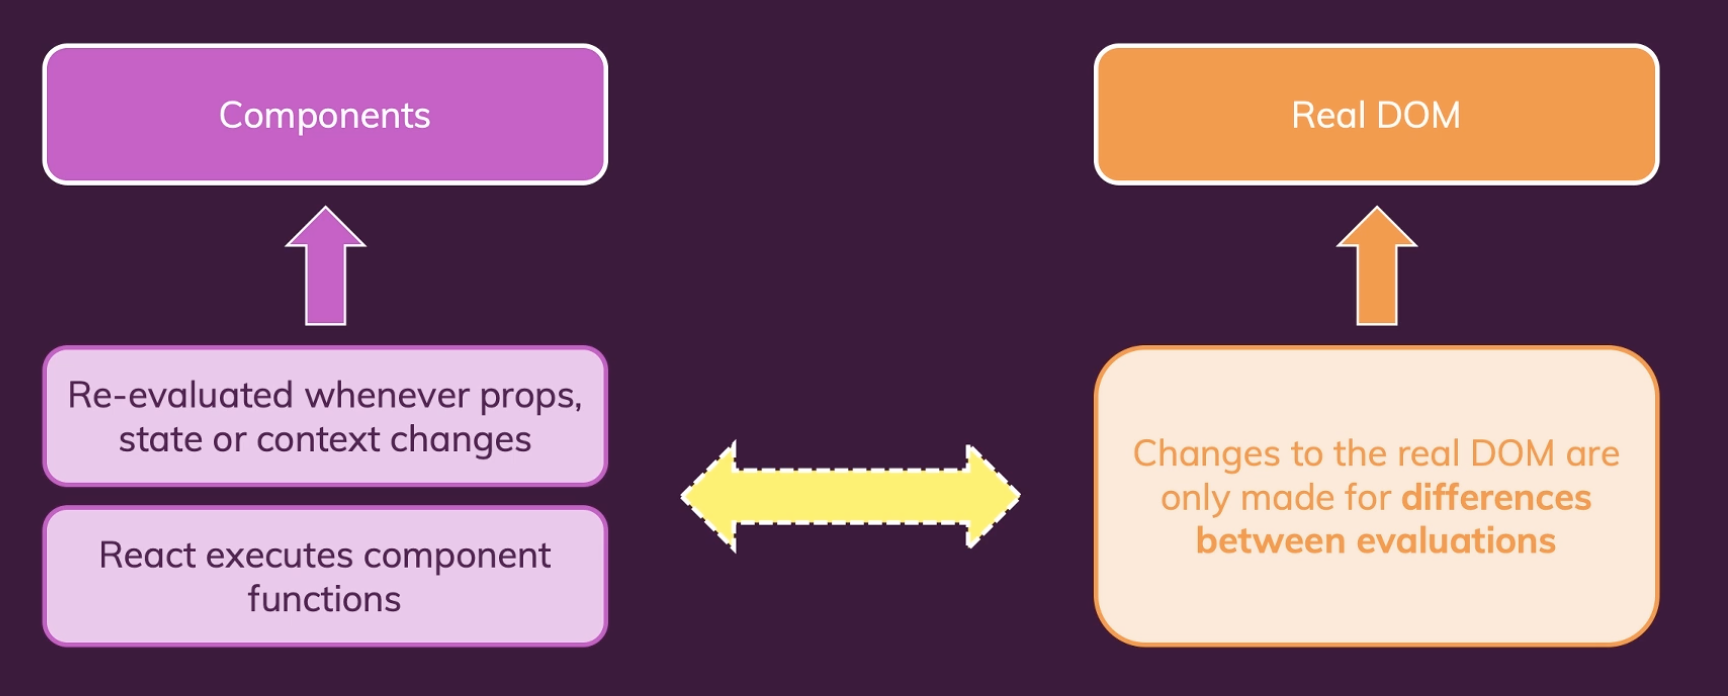 Components
Real DOM
Re-evaluated whenever props,
state or context changes
React executes component
functions
Changes to the real DOM are
only made for differences
between evaluations